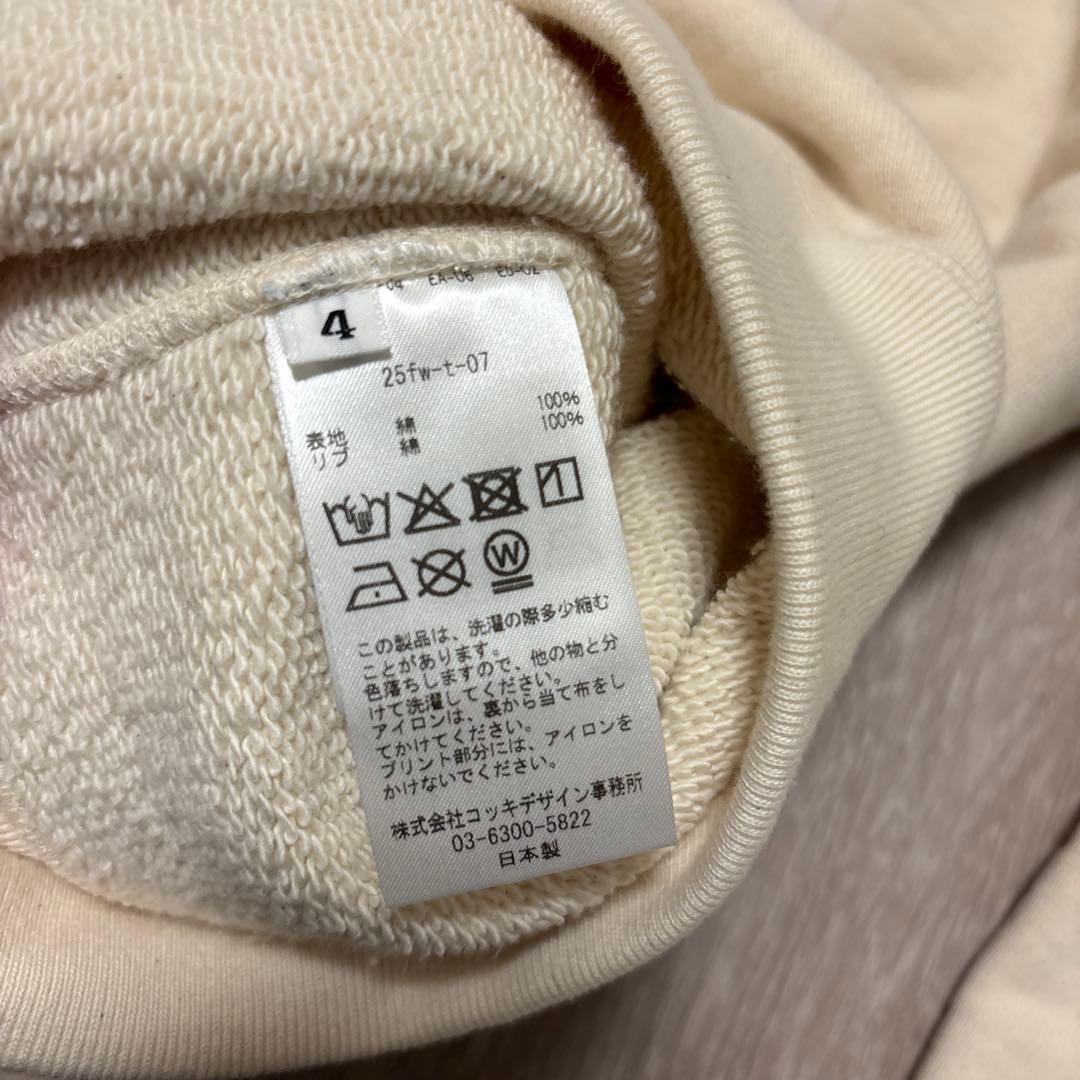 04 EA-06 EB-02
4
25fw-t-07
表地 綿 100%
リブ 綿 100%
W
この製品は、洗濯の際多少縮む
ことがあります。
色落ちしますので、他の物と分
けて洗濯してください。
アイロンは、裏から当て布をし
てかけてください。
プリント部分には、アイロンを
かけないでください。
株式会社コッキデザイン事務所
03-6300-5822
日本製